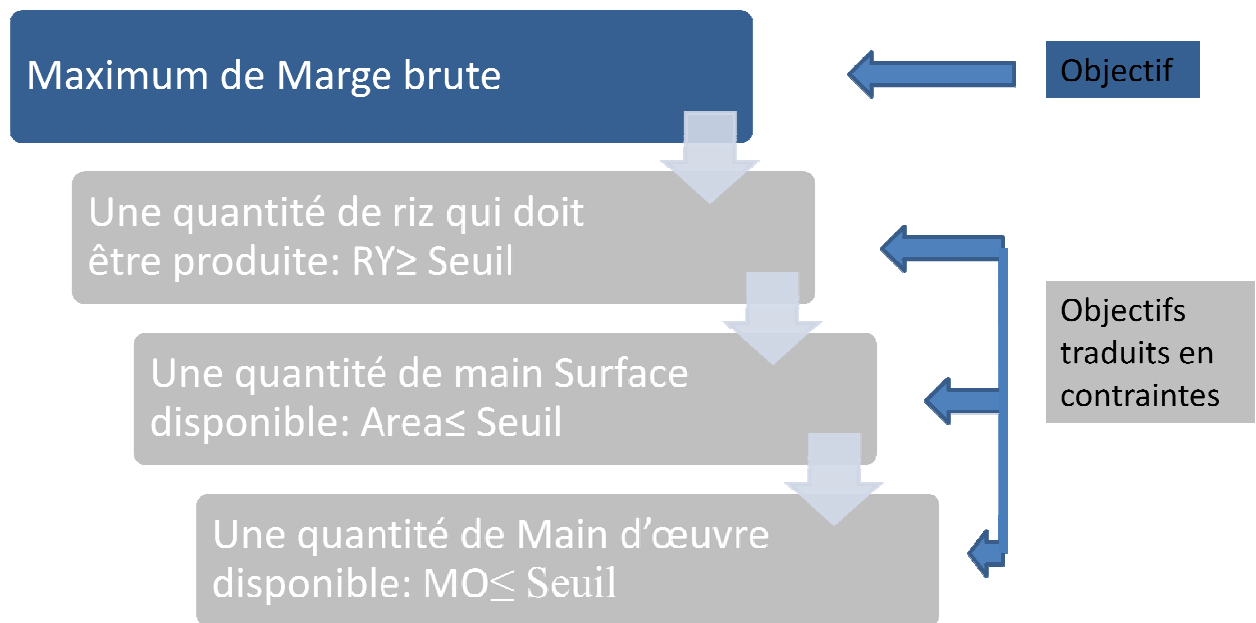 Maximum de Marge brute
Objectif
Une quantité de riz qui doit
être produite: RY≥ Seuil
Une quantité de main Surface
disponible: Area≤ Seuil
Une quantité de Main d’œuvre
disponible: MO≤ Seuil
Objectifs
traduits en
contraintes